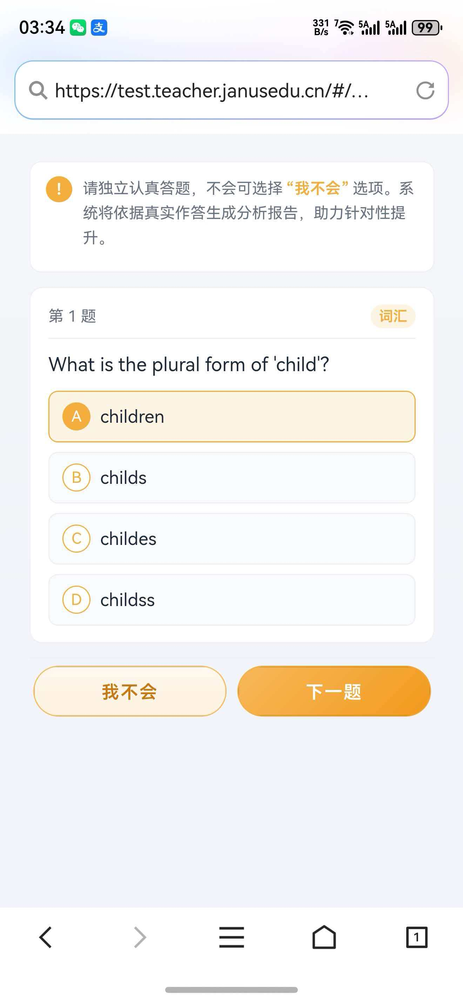 03:34 支 331 B/s 7 5A 5A 99
https://test.teacher.janusedu.cn/#/...
! 请独立认真答题，不会可选择“我不会”选项。系
统将依据真实作答生成分析报告，助力针对性提
升。
第 1 题 词汇
What is the plural form of 'child'?
A children
B childs
C childes
D childss
我不会 下一题
1